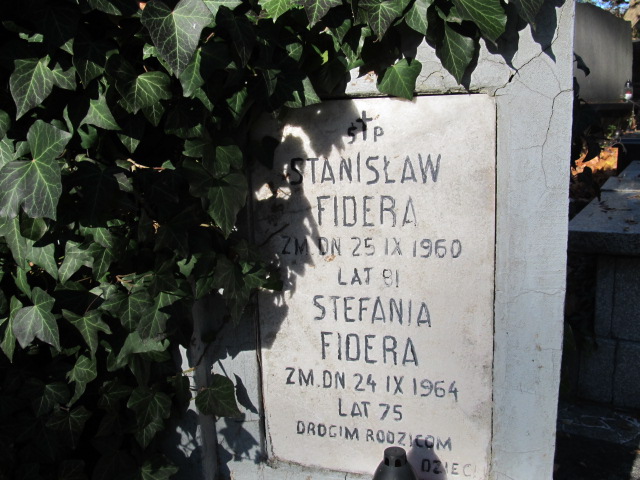 Ś†P
STANISŁAW
FIDERA
ZM.DN 25 IX 1960
LAT 81
STEFANIA
FIDERA
ZM.DN 24 IX 1964
LAT 75
DROGIM RODZICOM
DZIECI